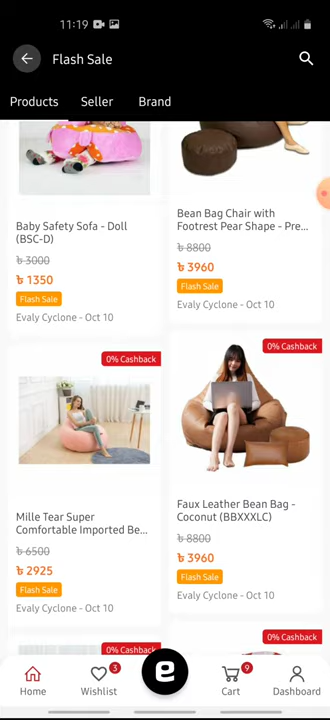 11:19
Flash Sale
Products Seller Brand
Baby Safety Sofa - Doll
(BSC-D)
৳ 3000
৳ 1350
Flash Sale
Evaly Cyclone - Oct 10
Bean Bag Chair with
Footrest Pear Shape - Pre...
৳ 8800
৳ 3960
Flash Sale
Evaly Cyclone - Oct 10
0% Cashback
Mille Tear Super
Comfortable Imported Be...
৳ 6500
৳ 2925
Flash Sale
Evaly Cyclone - Oct 10
0% Cashback
Faux Leather Bean Bag -
Coconut (BBXXXLC)
৳ 8800
৳ 3960
Flash Sale
Evaly Cyclone - Oct 10
0% Cashback
0% Cashback
3
e
9
Home Wishlist Cart Dashboard